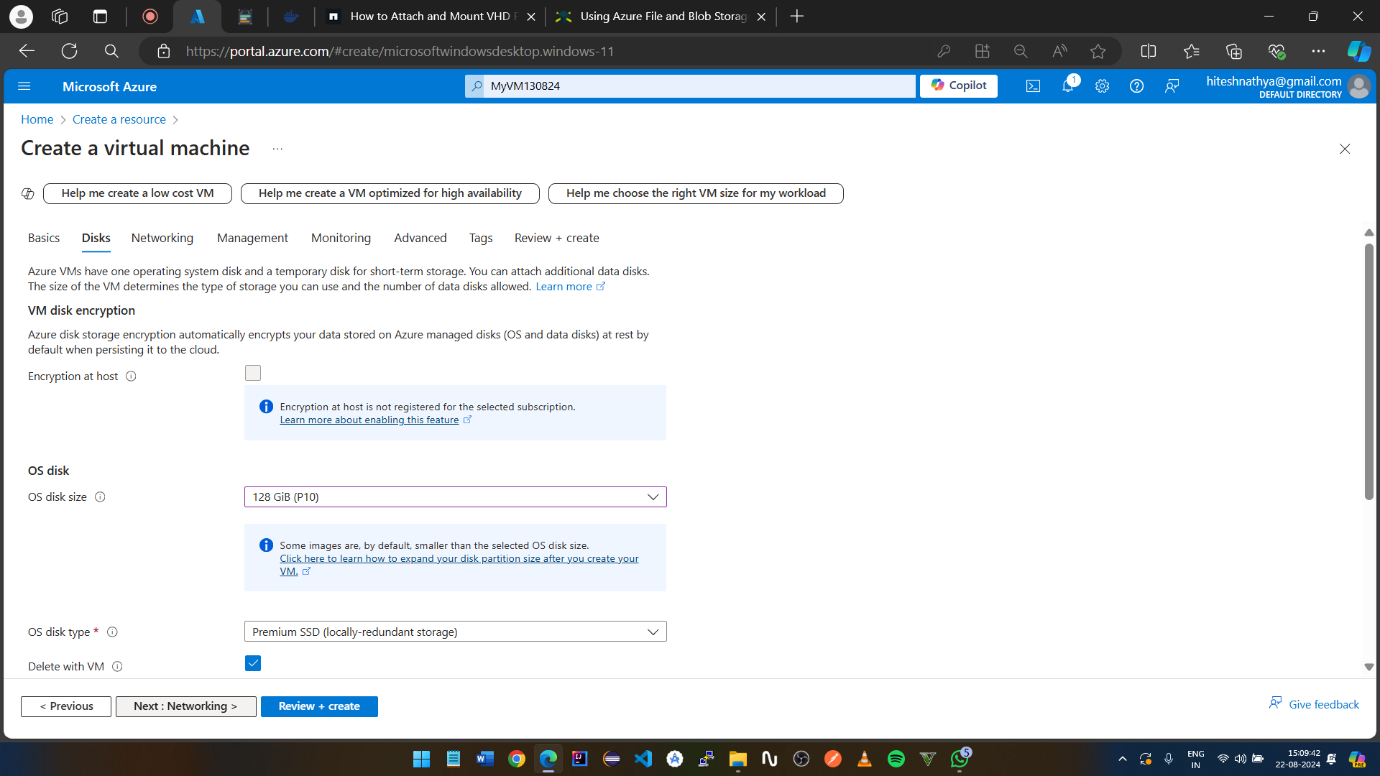 How to Attach and Mount VHD F
Using Azure File and Blob Storag
https://portal.azure.com/#create/microsoftwindowsdesktop.windows-11
Microsoft Azure
MyVM130824
Copilot
1
hiteshnathya@gmail.com
DEFAULT DIRECTORY
Home > Create a resource >
Create a virtual machine ...
Help me create a low cost VM
Help me create a VM optimized for high availability
Help me choose the right VM size for my workload
Basics Disks Networking Management Monitoring Advanced Tags Review + create
Azure VMs have one operating system disk and a temporary disk for short-term storage. You can attach additional data disks.
The size of the VM determines the type of storage you can use and the number of data disks allowed. Learn more
VM disk encryption
Azure disk storage encryption automatically encrypts your data stored on Azure managed disks (OS and data disks) at rest by
default when persisting it to the cloud.
Encryption at host
Encryption at host is not registered for the selected subscription.
Learn more about enabling this feature
OS disk
OS disk size
128 GiB (P10)
Some images are, by default, smaller than the selected OS disk size.
Click here to learn how to expand your disk partition size after you create your
VM.
OS disk type *
Premium SSD (locally-redundant storage)
Delete with VM
< Previous
Next : Networking >
Review + create
Give feedback
5
ENG
IN
15:09:42
22-08-2024